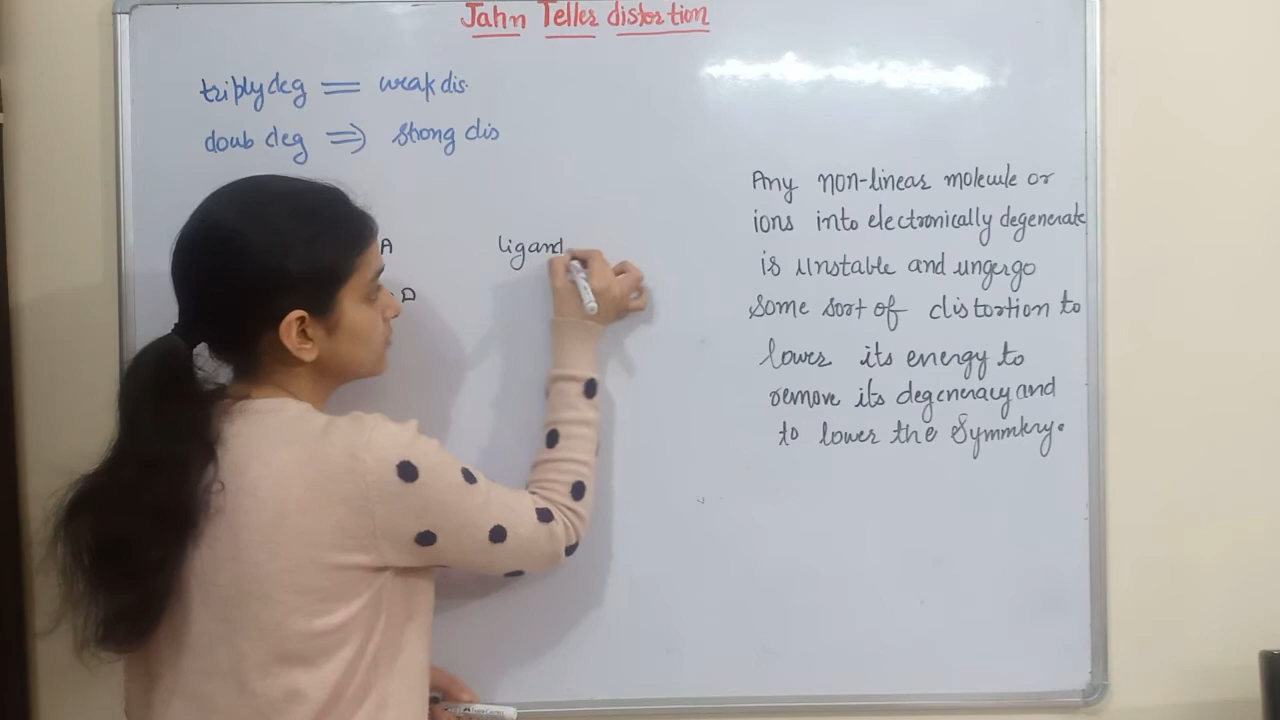 Jahn Teller distortion
triply deg = weak dis.
doub deg ⇒ strong dis
A
D
ligand
Any non-linear molecule or
ions into electronically degenerate
is unstable and ungergo
some sort of distortion to
lower its energy to
remove its degeneracy and
to lower the Symmtry.